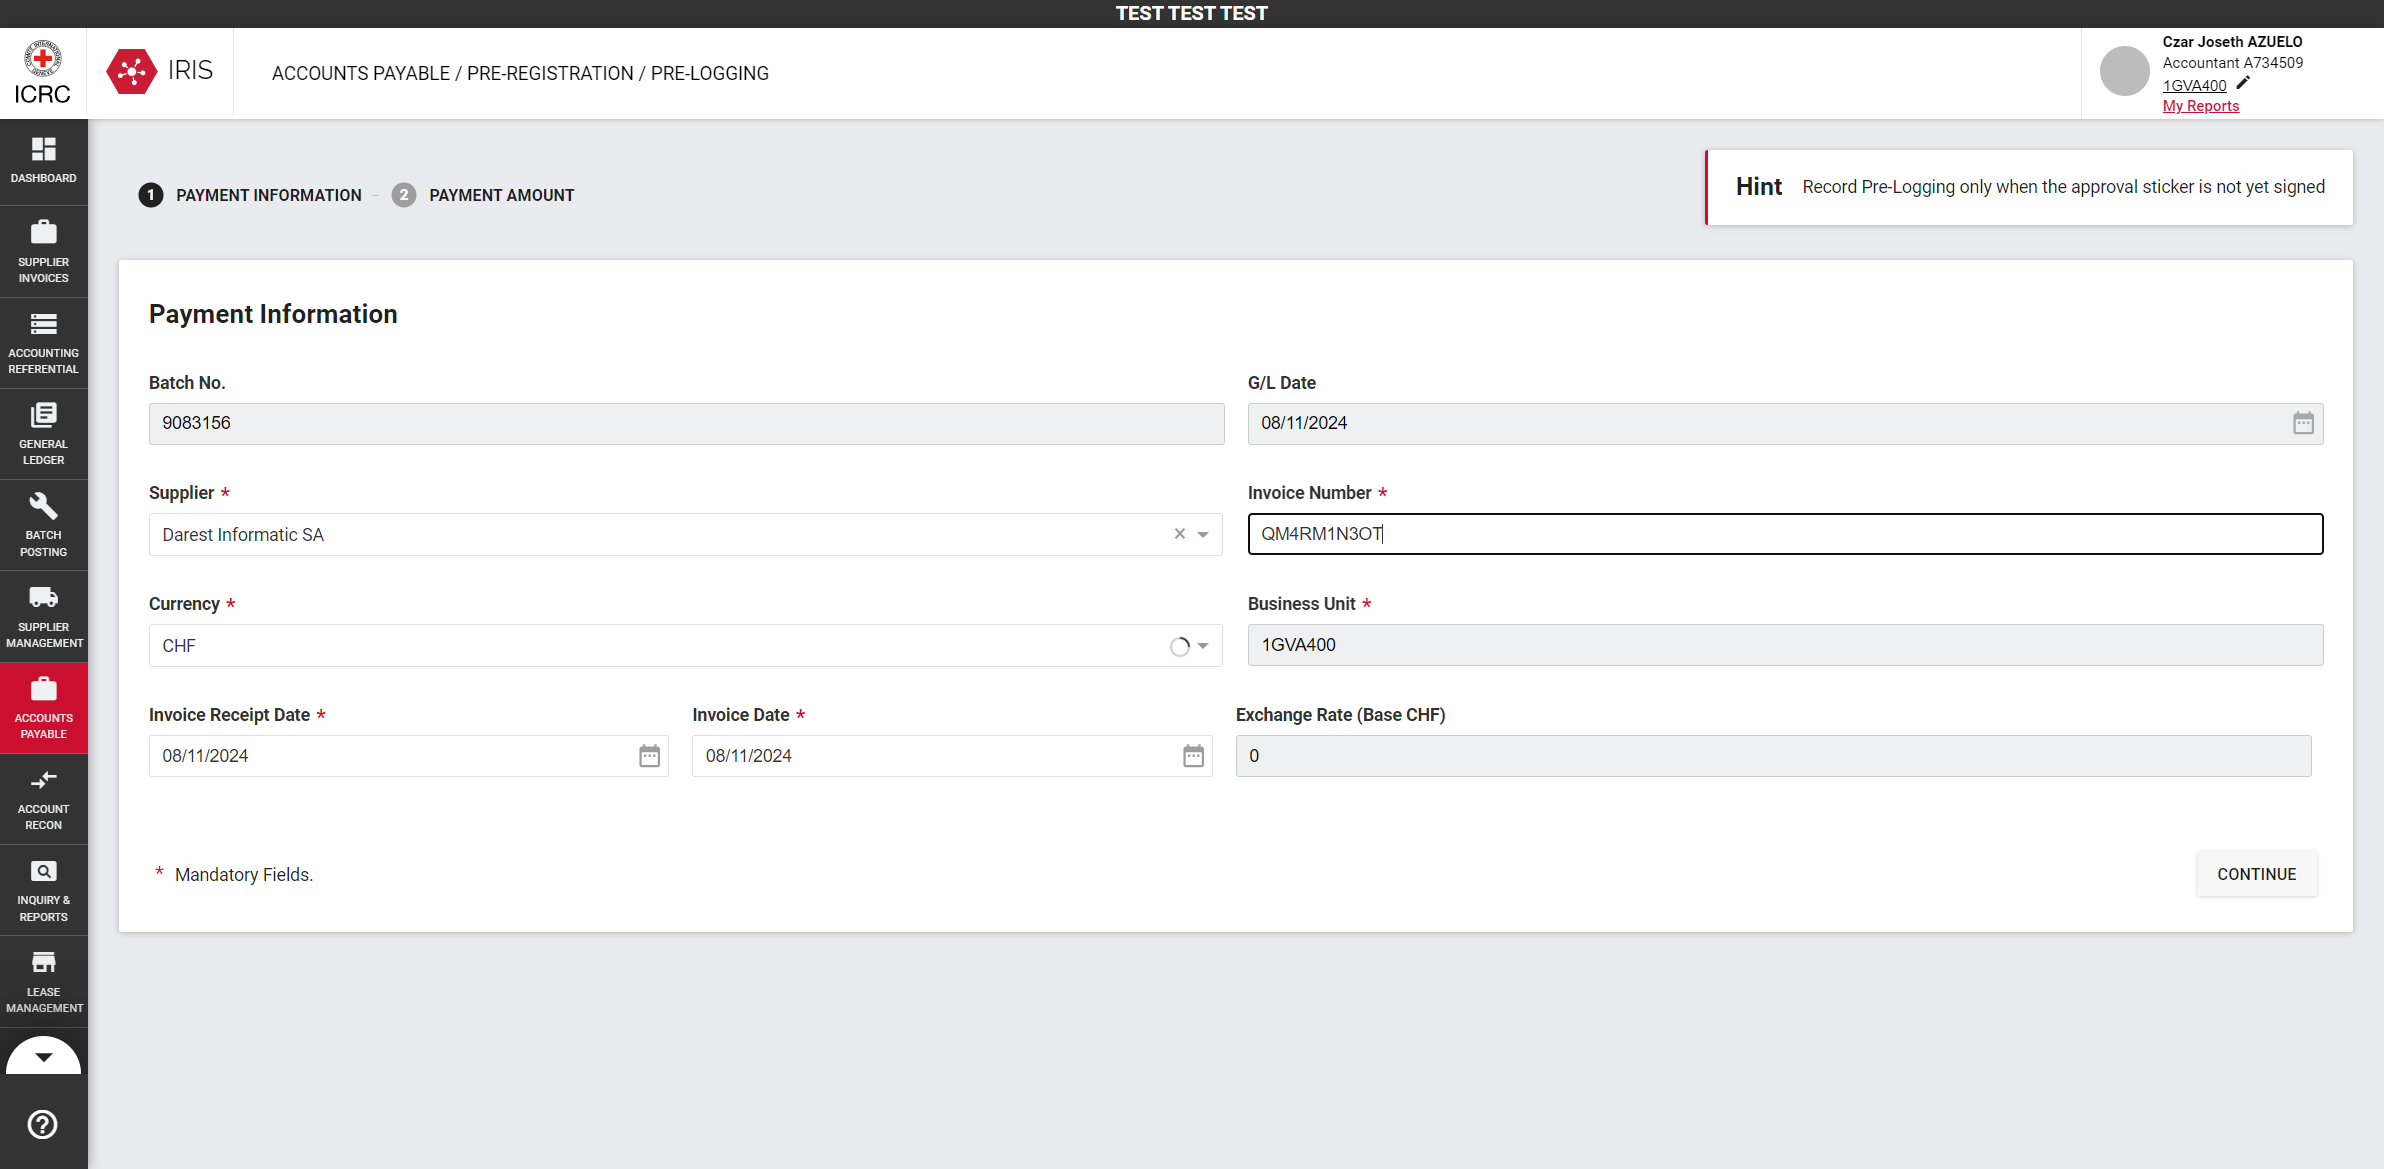 TEST TEST TEST
ICRC
IRIS
ACCOUNTS PAYABLE / PRE-REGISTRATION / PRE-LOGGING
Czar Joseth AZUELO
Accountant A734509
1GVA400
My Reports
DASHBOARD
SUPPLIER
INVOICES
ACCOUNTING
REFERENTIAL
GENERAL
LEDGER
BATCH
POSTING
SUPPLIER
MANAGEMENT
ACCOUNTS
PAYABLE
ACCOUNT
RECON
INQUIRY &
REPORTS
LEASE
MANAGEMENT
1 PAYMENT INFORMATION – 2 PAYMENT AMOUNT
Hint Record Pre-Logging only when the approval sticker is not yet signed
Payment Information
Batch No.
9083156
G/L Date
08/11/2024
Supplier *
Darest Informatic SA
Invoice Number *
QM4RM1N3OT
Currency *
CHF
Business Unit *
1GVA400
Invoice Receipt Date *
08/11/2024
Invoice Date *
08/11/2024
Exchange Rate (Base CHF)
0
* Mandatory Fields.
CONTINUE